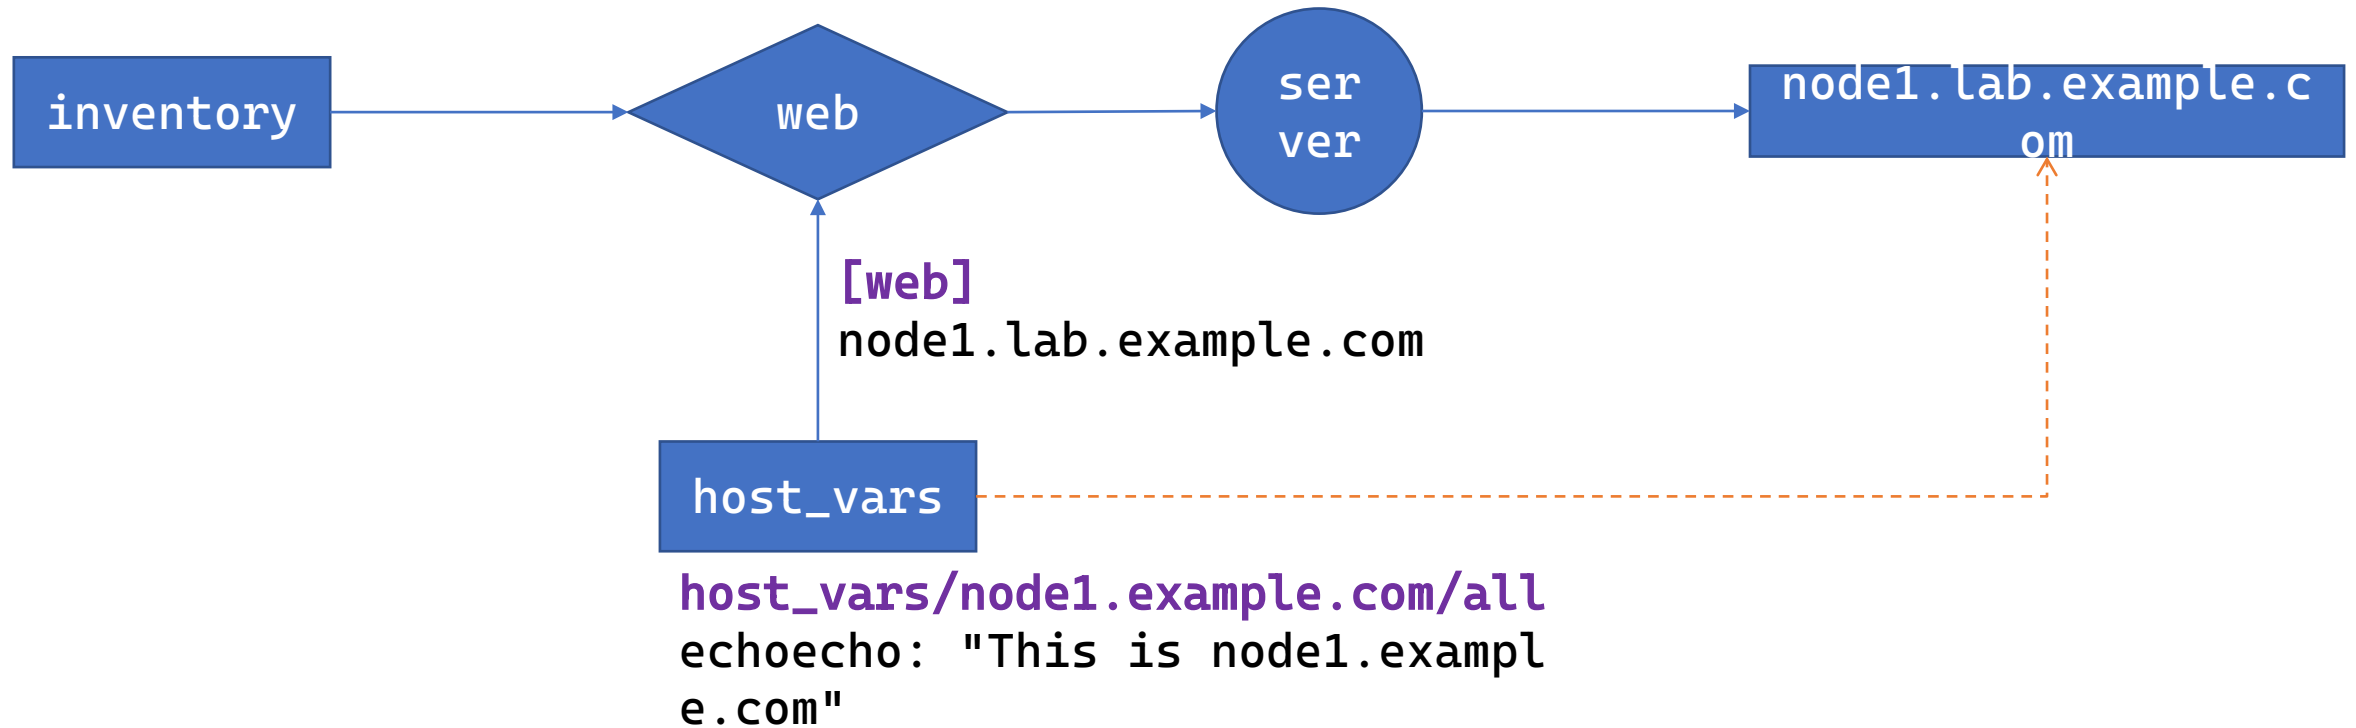 inventory
web
ser
ver
node1.lab.example.c
om
[web]
node1.lab.example.com
host_vars
host_vars/node1.example.com/all
echoecho: "This is node1.exampl
e.com"